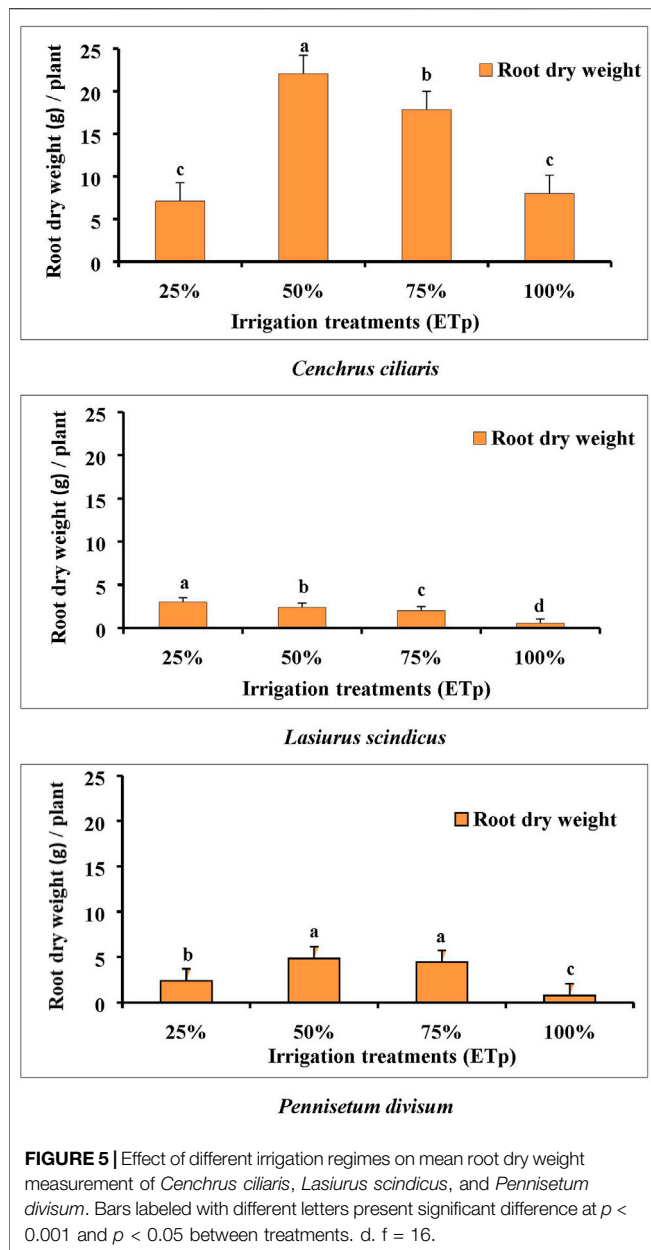 a
25
Root dry weight
b
20
15
c
c
10
5
0
25% 50% 75% 100%
Root dry weight (g) / plant
Irrigation treatments (ETp)
Cenchrus ciliaris
25
Root dry weight
20
15
10
a
b
c
d
5
0
25% 50% 75% 100%
Root dry weight (g) / plant
Irrigation treatments (ETp)
Lasiurus scindicus
25
Root dry weight
20
15
10
a
a
b
c
5
0
25% 50% 75% 100%
Root dry weight (g) / plant
Irrigation treatments (ETp)
Pennisetum divisum
FIGURE 5 | Effect of different irrigation regimes on mean root dry weight
measurement of Cenchrus ciliaris, Lasiurus scindicus, and Pennisetum
divisum. Bars labeled with different letters present significant difference at p <
0.001 and p < 0.05 between treatments. d. f = 16.